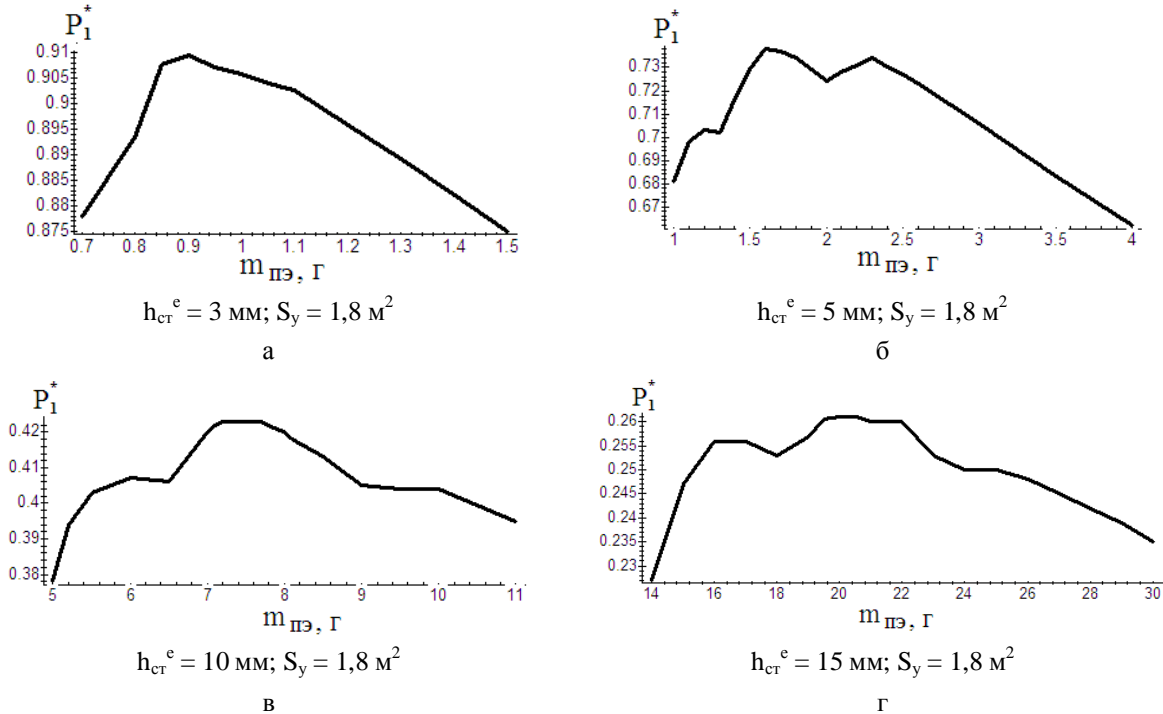 P₁*
0.91
0.905
0.9
0.895
0.89
0.885
0.88
0.875
0.7 0.8 0.9 1 1.1 1.2 1.3 1.4 1.5
m пэ, г
hстᵉ = 3 мм; Sу = 1,8 м²
а
P₁*
0.73
0.72
0.71
0.7
0.69
0.68
0.67
1 1.5 2 2.5 3 3.5 4
m пэ, г
hстᵉ = 5 мм; Sу = 1,8 м²
б
P₁*
0.42
0.41
0.4
0.39
0.38
5 6 7 8 9 10 11
m пэ, г
hстᵉ = 10 мм; Sу = 1,8 м²
в
P₁*
0.26
0.255
0.25
0.245
0.24
0.235
0.23
14 16 18 20 22 24 26 28 30
m пэ, г
hстᵉ = 15 мм; Sу = 1,8 м²
г